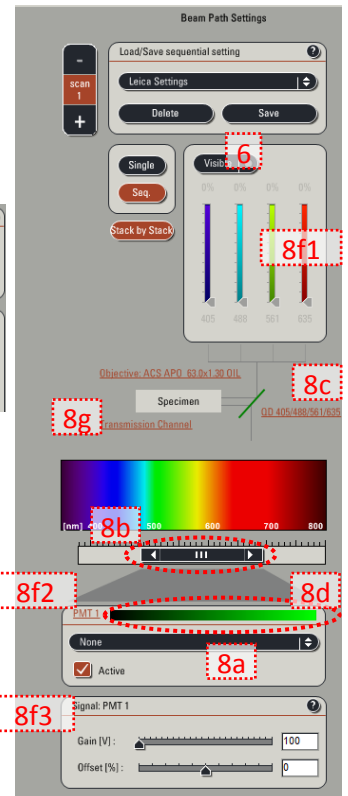 Beam Path Settings
-
scan
1
+
Load/Save sequential setting ?
Leica Settings
Delete Save
Single
Seq.
Stack by Stack
Visible
6
0% 0% 0% 0%
8f1
405 488 561 635
Objective: ACS APO 63.0x1.30 OIL
8c
Specimen
QD 405/488/561/635
8g
Transmission Channel
[nm] 400 500 600 700 800
8b
8f2
8d
PMT 1
None
8a
Active
8f3
Signal: PMT 1 ?
Gain [V] : 100
Offset [%] : 0